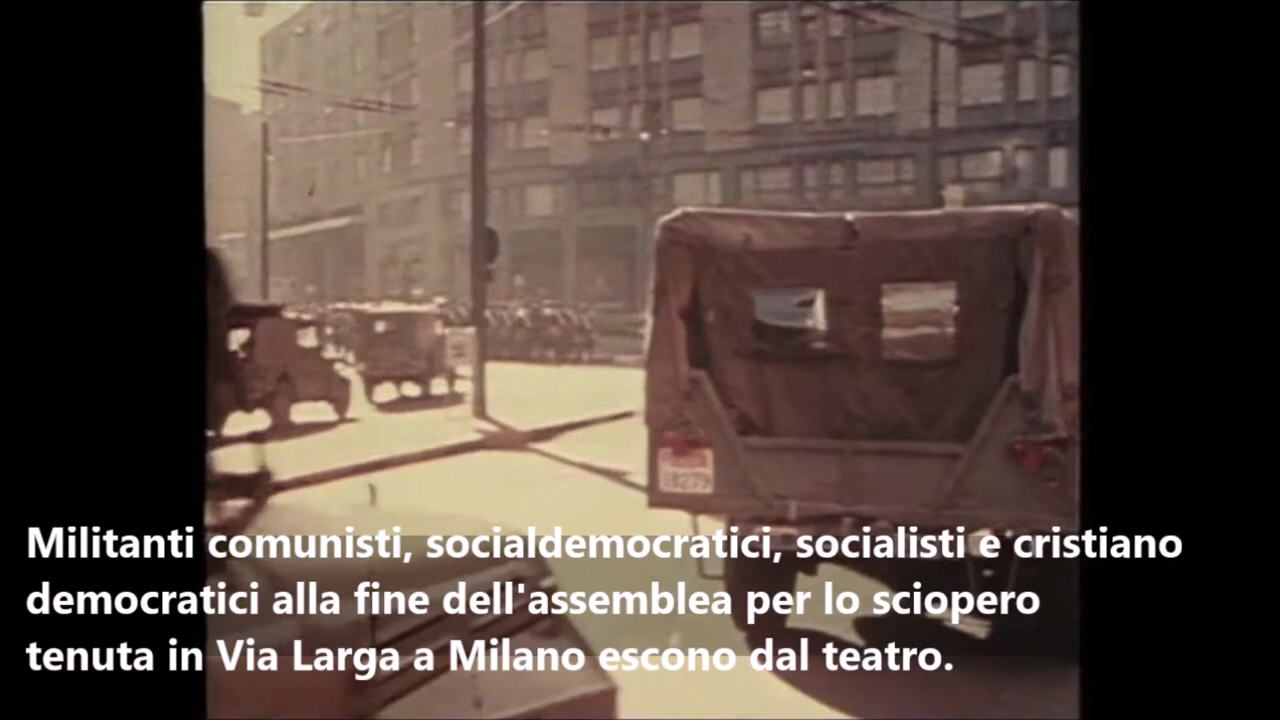 18279
Militanti comunisti, socialdemocratici, socialisti e cristiano
democratici alla fine dell'assemblea per lo sciopero
tenuta in Via Larga a Milano escono dal teatro.